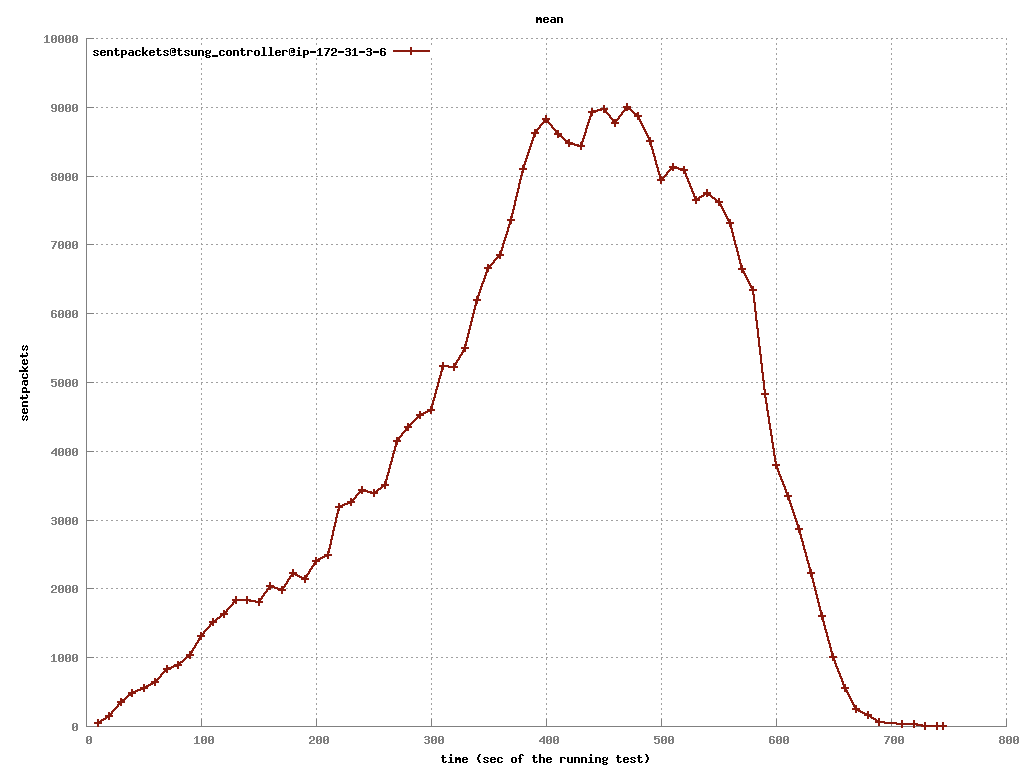 mean
10000
sentpackets@tsung_controller@ip-172-31-3-6
9000
8000
7000
6000
5000
sentpackets
4000
3000
2000
1000
0
0 100 200 300 400 500 600 700 800
time (sec of the running test)